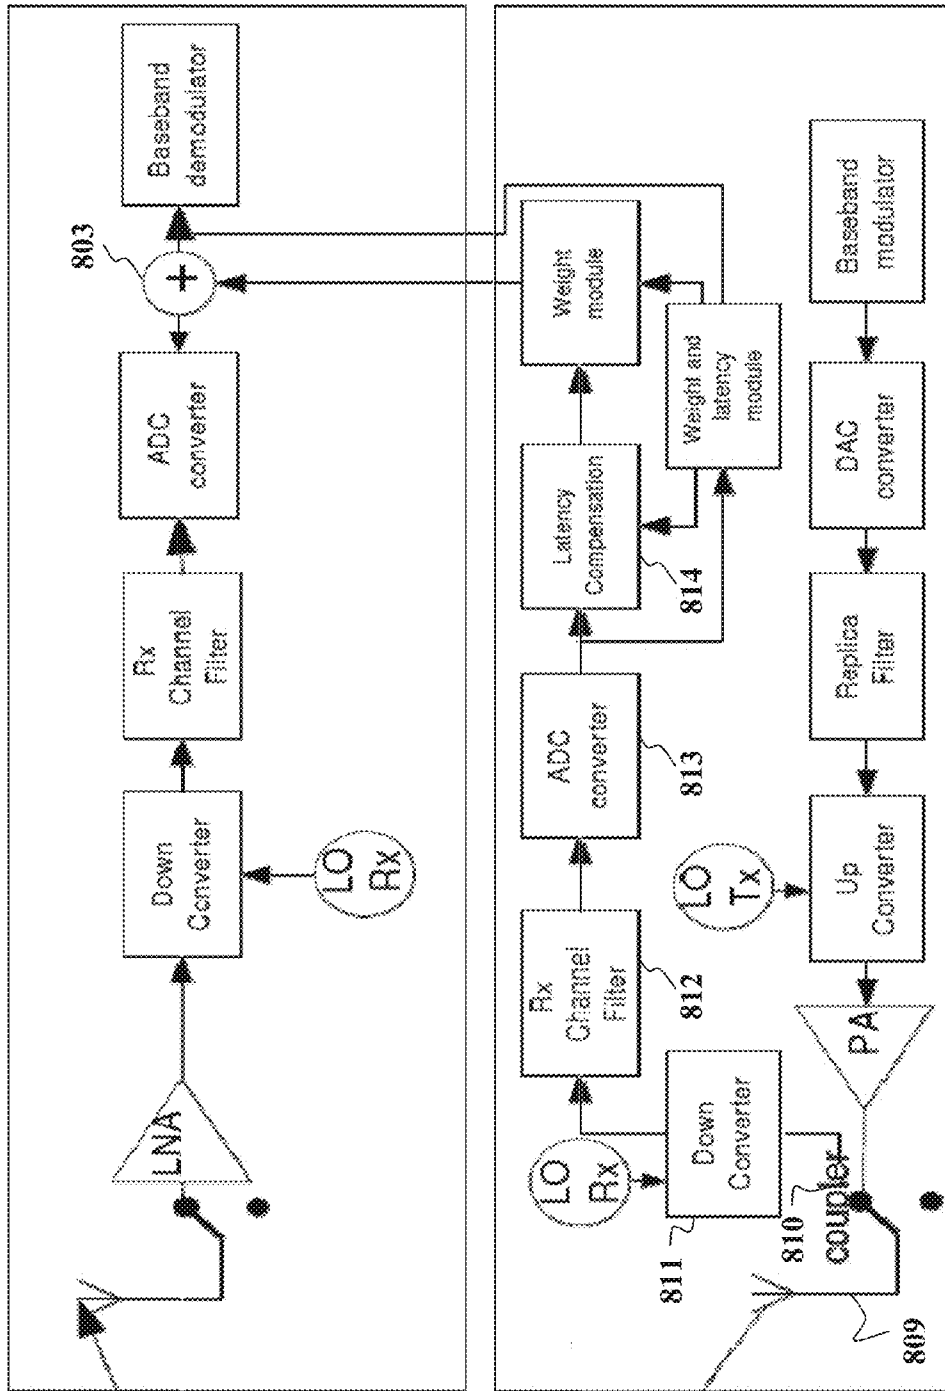 LNA
Down
Converter
LO
Rx
Rx
Channel
Filter
ADC
converter
+
803
Baseband
demodulator
LO
Rx
811
Down
Converter
Rx
Channel
Filter
812
ADC
converter
813
Latency
Compensation
814
Weight
module
Weight and
latency
module
809
810
coupler
PA
LO
Tx
Up
Converter
Replica
Filter
DAC
converter
Baseband
modulator